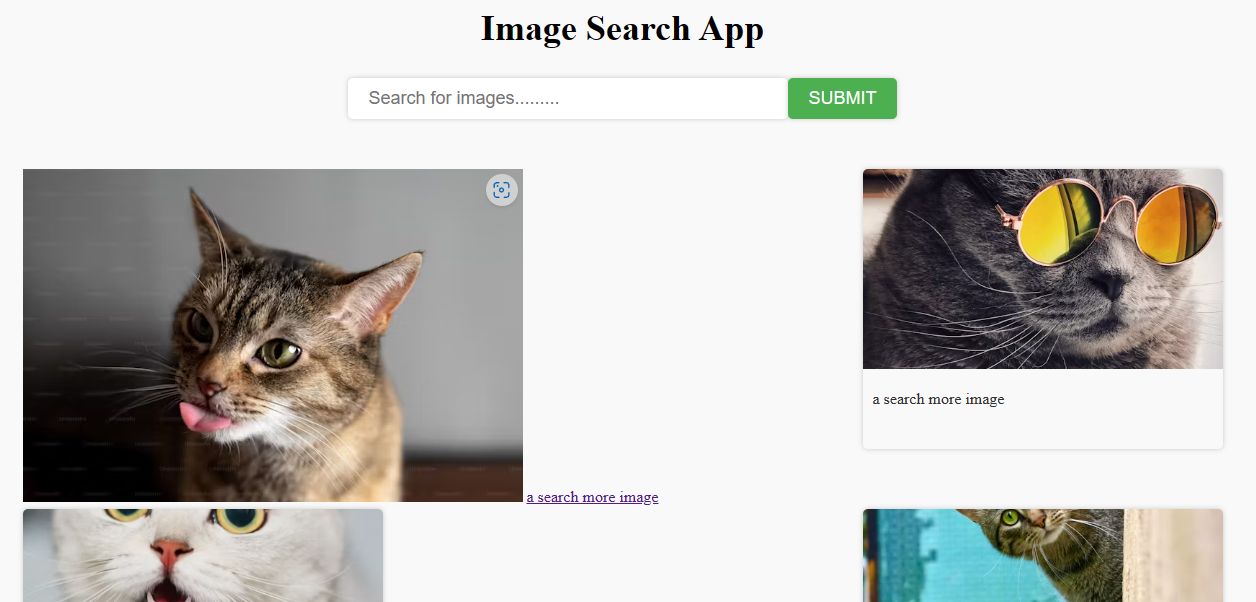 Image Search App
Search for images.........
SUBMIT
a search more image
a search more image